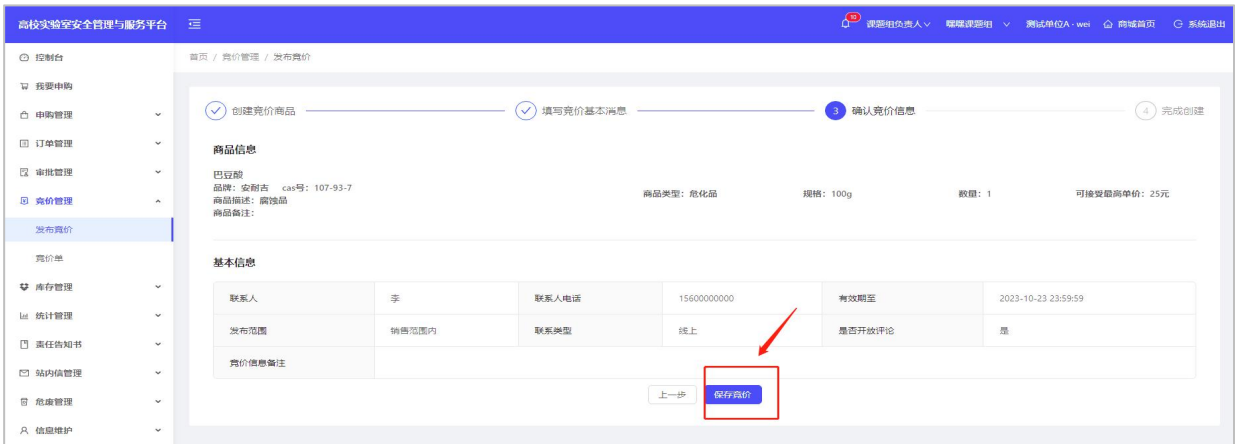 高校实验室安全管理与服务平台
10
课题组负责人 嘿嘿课题组 测试单位A - wei 商城首页 系统退出
控制台
首页 / 竞价管理 / 发布竞价
我要申购
申购管理
订单管理
审批管理
竞价管理
发布竞价
竞价单
库存管理
统计管理
责任告知书
站内信管理
危废管理
信息维护
创建竞价商品 填写竞价基本消息 3 确认竞价信息 4 完成创建
商品信息
巴豆酸
品牌：安耐吉 cas号：107-93-7
商品描述：腐蚀品
商品备注：
商品类型：危化品 规格：100g 数量：1 可接受最高单价：25元
基本信息
联系人 李 联系人电话 15600000000 有效期至 2023-10-23 23:59:59
发布范围 销售范围内 联系类型 线上 是否开放评论 是
竞价信息备注
上一步 保存竞价